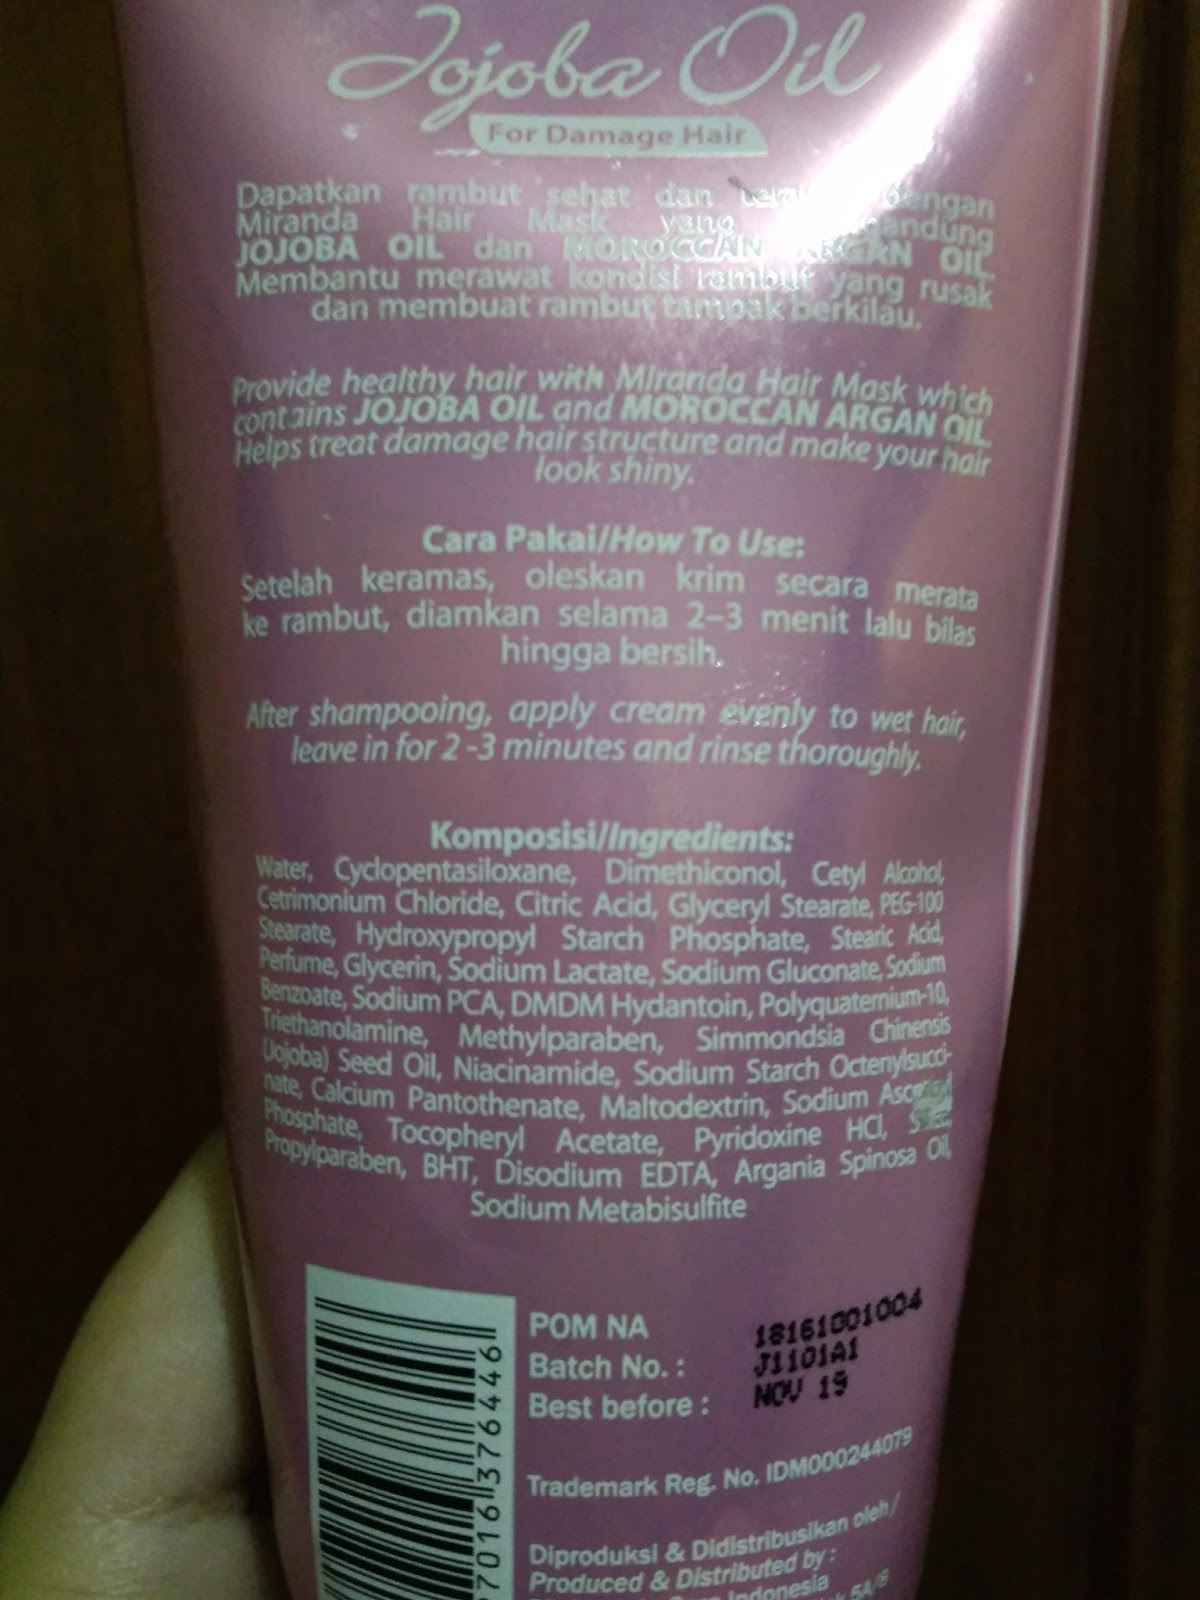 Jojoba Oil
For Damage Hair
Dapatkan rambut sehat dan dengan
Miranda Hair Mask yang
JOJOBA OIL dan MOROCCAN ARGAN OIL.
Membantu merawat kondisi rambut yang rusak
dan membuat rambut tampak berkilau.
Provide healthy hair with Miranda Hair Mask which
contains JOJOBA OIL and MOROCCAN ARGAN OIL.
Helps treat damage hair structure and make your hair
look shiny.
Cara Pakai/How To Use:
Setelah keramas, oleskan krim secara merata
ke rambut, diamkan selama 2–3 menit lalu bilas
hingga bersih.
After shampooing, apply cream evenly to wet hair,
leave in for 2 -3 minutes and rinse thoroughly.
Komposisi/Ingredients:
Water, Cyclopentasiloxane, Dimethiconol, Cetyl Alcohol,
Cetrimonium Chloride, Citric Acid, Glyceryl Stearate, PEG-100
Stearate, Hydroxypropyl Starch Phosphate, Stearic Acid,
Perfume, Glycerin, Sodium Lactate, Sodium Gluconate, Sodium
Benzoate, Sodium PCA, DMDM Hydantoin, Polyquaternium-10,
Triethanolamine, Methylparaben, Simmondsia Chinensis
(Jojoba) Seed Oil, Niacinamide, Sodium Starch Octenylsucci-
nate, Calcium Pantothenate, Maltodextrin, Sodium
Phosphate, Tocopheryl Acetate, Pyridoxine HCl,
Propylparaben, BHT, Disodium EDTA, Argania Spinosa Oil,
Sodium Metabisulfite
POM NA 18161001004
Batch No. : J1101A1
Best before : NOV 19
Trademark Reg. No. IDM000244079
Diproduksi & Didistribusikan oleh /
Produced & Distributed by :
Indonesia
5A/8
7016 376446